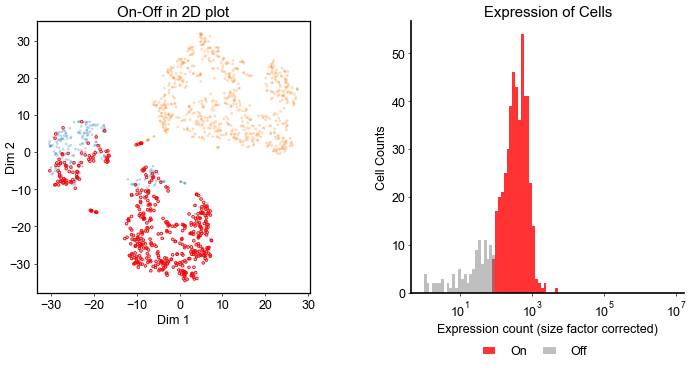 On-Off in 2D plot
30
20
10
0
−10
−20
−30
Dim 2
−30 −20 −10 0 10 20 30
Dim 1
Expression of Cells
50
40
30
20
10
0
Cell Counts
10^1 10^3 10^5 10^7
Expression count (size factor corrected)
On Off